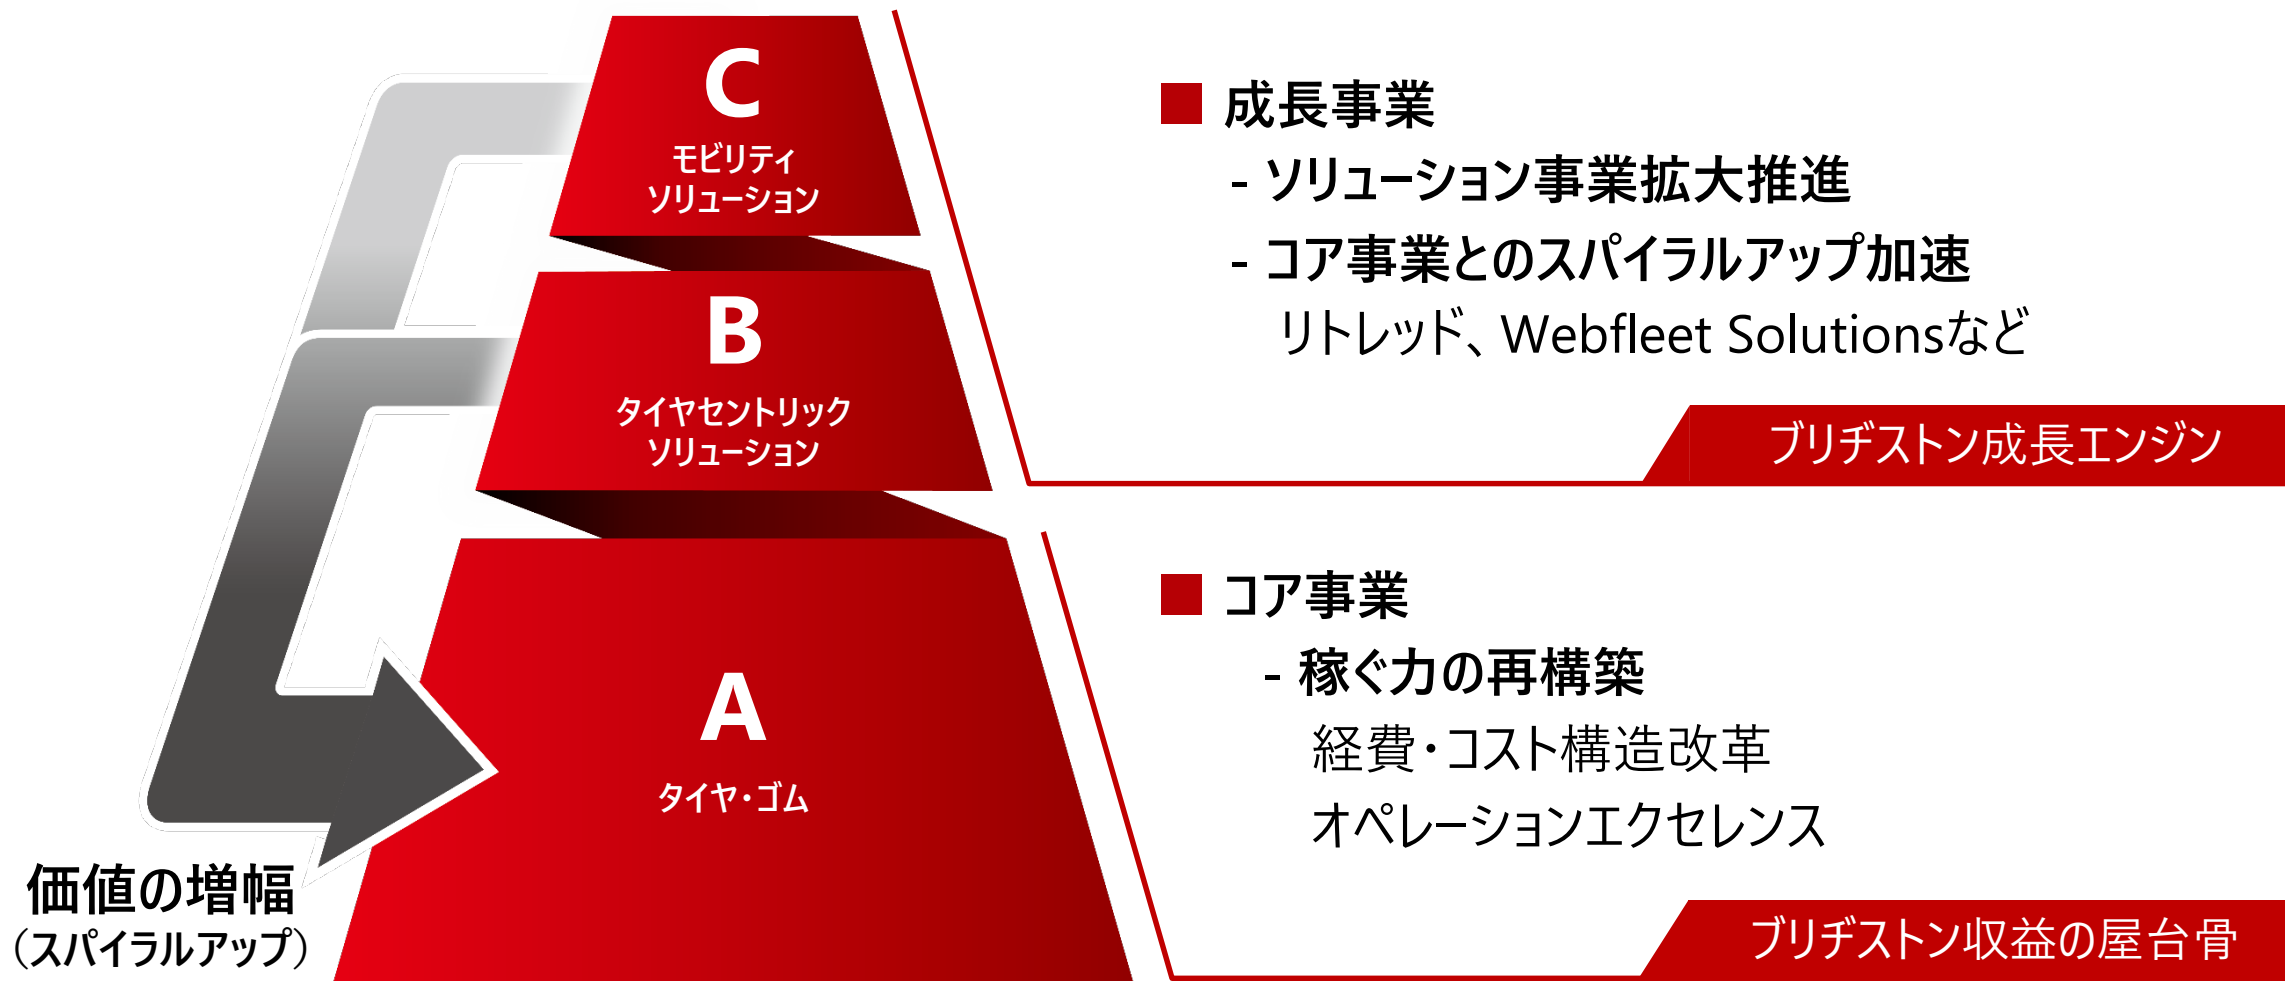 C
モビリティ
ソリューション
B
タイヤセントリック
ソリューション
A
タイヤ・ゴム
価値の増幅
(スパイラルアップ)
■ 成長事業
- ソリューション事業拡大推進
- コア事業とのスパイラルアップ加速
リトレッド、Webfleet Solutionsなど
ブリヂストン成長エンジン
■ コア事業
- 稼ぐ力の再構築
経費・コスト構造改革
オペレーションエクセレンス
ブリヂストン収益の屋台骨